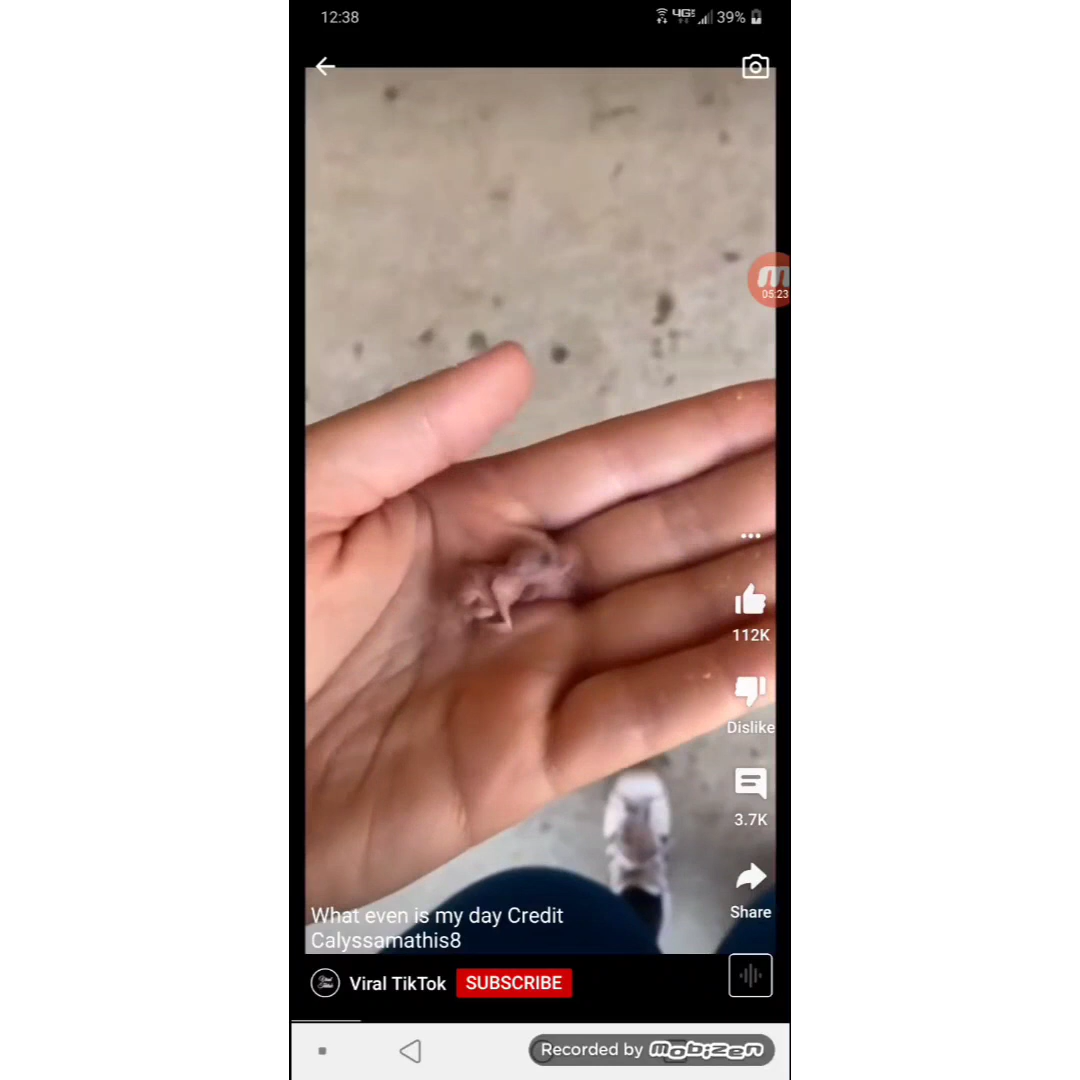 12:38
4G 39%
05:23
112K
Dislike
3.7K
Share
What even is my day Credit
Calyssamathis8
Viral TikTok SUBSCRIBE
Recorded by mobizen